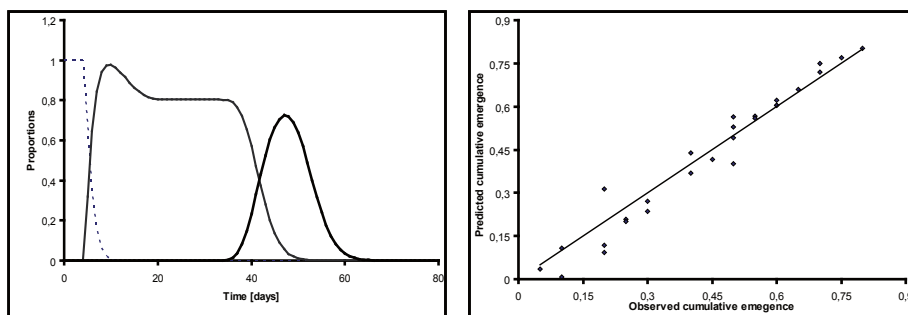 1,2
1
0,8
0,6
0,4
0,2
0
Proportions
0 20 40 60 80
Time [days]
0,75
0,6
0,45
0,3
0,15
0
Predicted cumulative emergence
0 0,15 0,3 0,45 0,6 0,75 0,9
Observed cumulative emegence